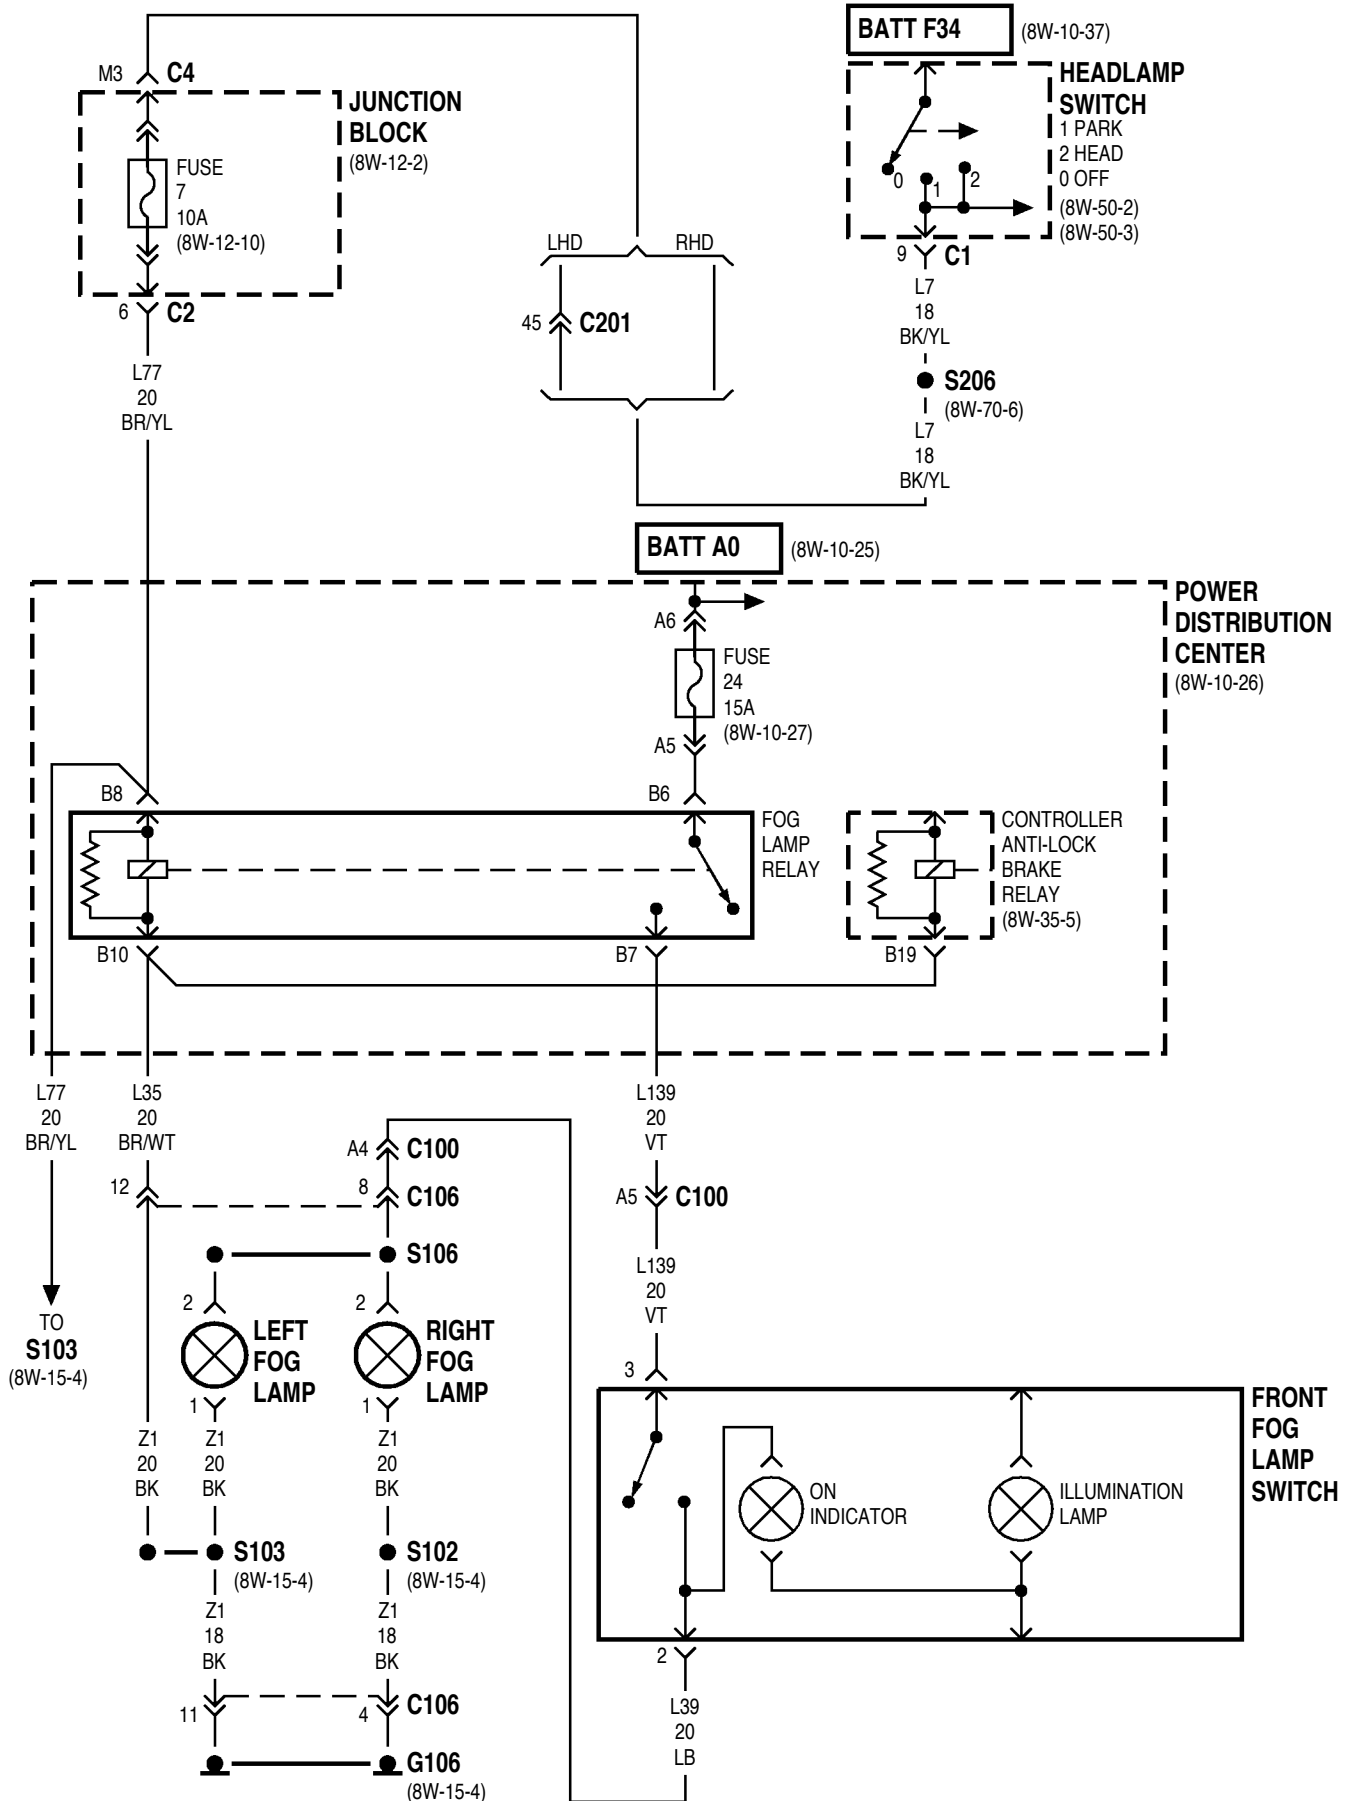 BATT F34
(8W-10-37)
M3
C4
JUNCTION
BLOCK
(8W-12-2)
FUSE
7
10A
(8W-12-10)
6
C2
L77
20
BR/YL
HEADLAMP
SWITCH
1 PARK
2 HEAD
0 OFF
(8W-50-2)
(8W-50-3)
0
1
2
9
C1
L7
18
BK/YL
S206
(8W-70-6)
L7
18
BK/YL
LHD
RHD
45
C201
BATT A0
(8W-10-25)
POWER
DISTRIBUTION
CENTER
(8W-10-26)
A6
FUSE
24
15A
(8W-10-27)
A5
B8
B6
FOG
LAMP
RELAY
CONTROLLER
ANTI-LOCK
BRAKE
RELAY
(8W-35-5)
B10
B7
B19
L77
20
BR/YL
L35
20
BR/WT
L139
20
VT
A4
C100
12
8
C106
A5
C100
S106
L139
20
VT
TO
S103
(8W-15-4)
2
LEFT
FOG
LAMP
1
2
RIGHT
FOG
LAMP
1
3
FRONT
FOG
LAMP
SWITCH
ON
INDICATOR
ILLUMINATION
LAMP
Z1
20
BK
Z1
20
BK
Z1
20
BK
S103
(8W-15-4)
S102
(8W-15-4)
Z1
18
BK
Z1
18
BK
2
L39
20
LB
11
4
C106
G106
(8W-15-4)